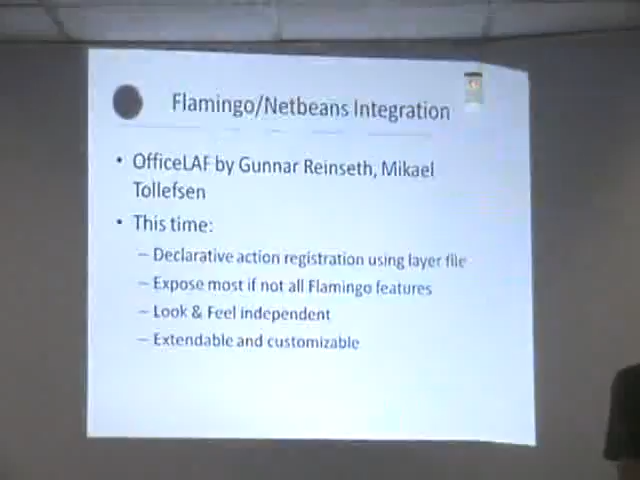 Flamingo/Netbeans Integration
• OfficeLAF by Gunnar Reinseth, Mikael
Tollefsen
• This time:
– Declarative action registration using layer file
– Expose most if not all Flamingo features
– Look & Feel independent
– Extendable and customizable